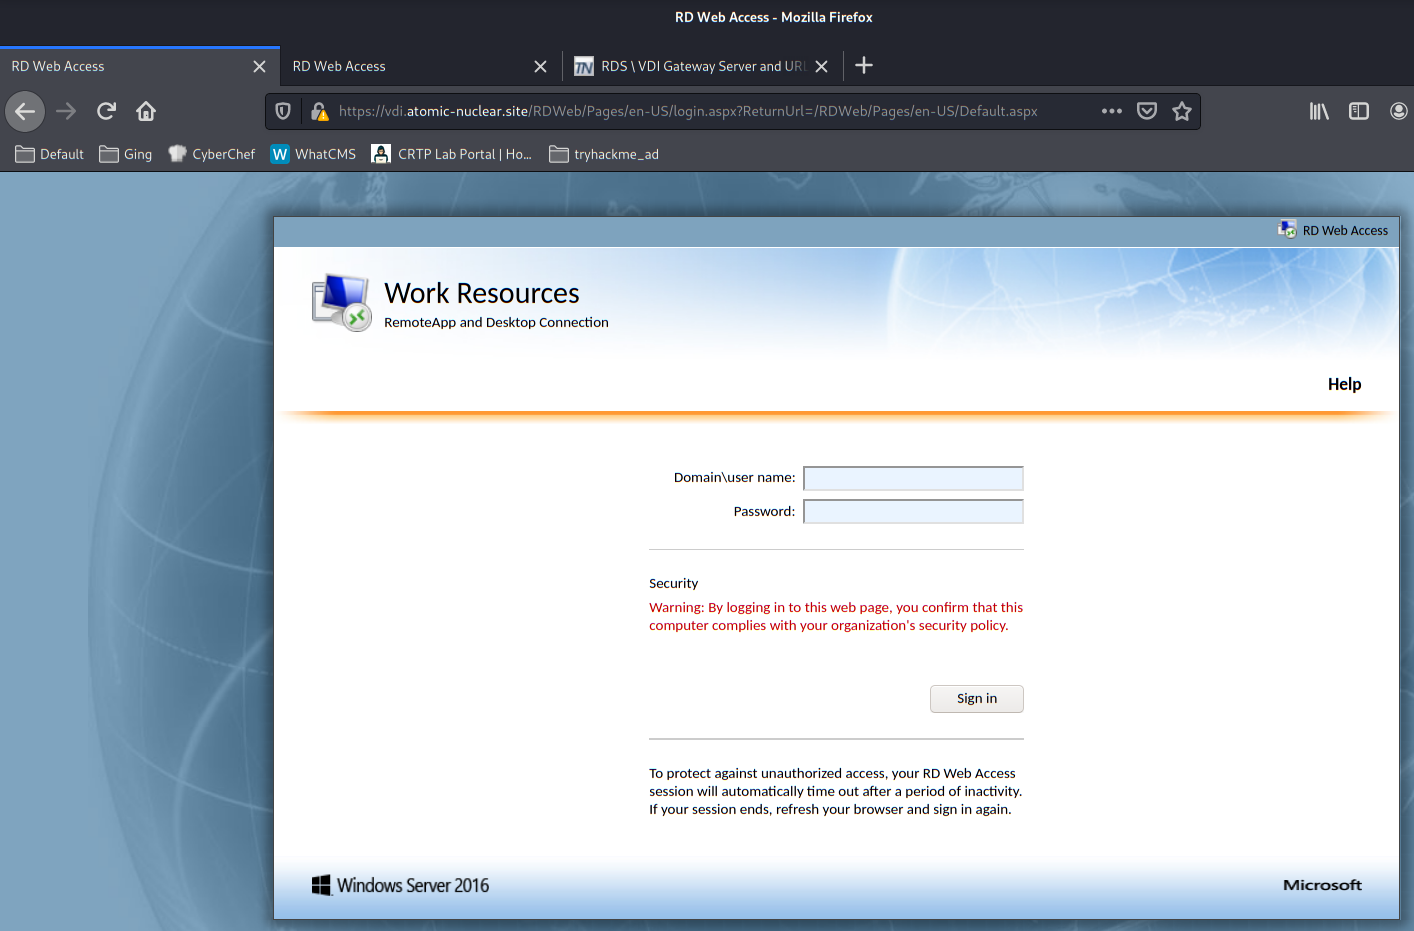 RD Web Access - Mozilla Firefox
RD Web Access
RD Web Access
RDS \ VDI Gateway Server and URL
https://vdi.atomic-nuclear.site/RDWeb/Pages/en-US/login.aspx?ReturnUrl=/RDWeb/Pages/en-US/Default.aspx
Default
Ging
CyberChef
W WhatCMS
CRTP Lab Portal | Ho...
tryhackme_ad
RD Web Access
Work Resources
RemoteApp and Desktop Connection
Help
Domain\user name:
Password:
Security
Warning: By logging in to this web page, you confirm that this
computer complies with your organization's security policy.
Sign in
To protect against unauthorized access, your RD Web Access
session will automatically time out after a period of inactivity.
If your session ends, refresh your browser and sign in again.
Windows Server 2016
Microsoft